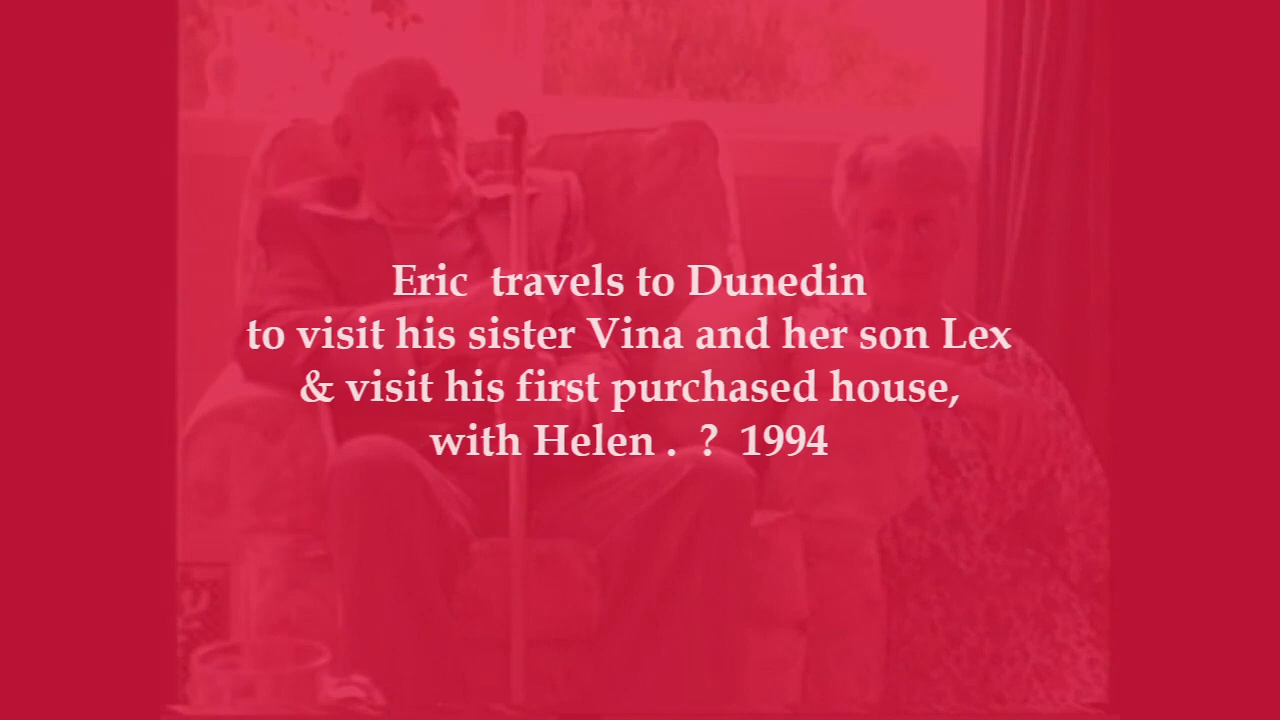 Eric  travels to Dunedin
to visit his sister Vina and her son Lex
& visit his first purchased house,
with Helen .  ?  1994